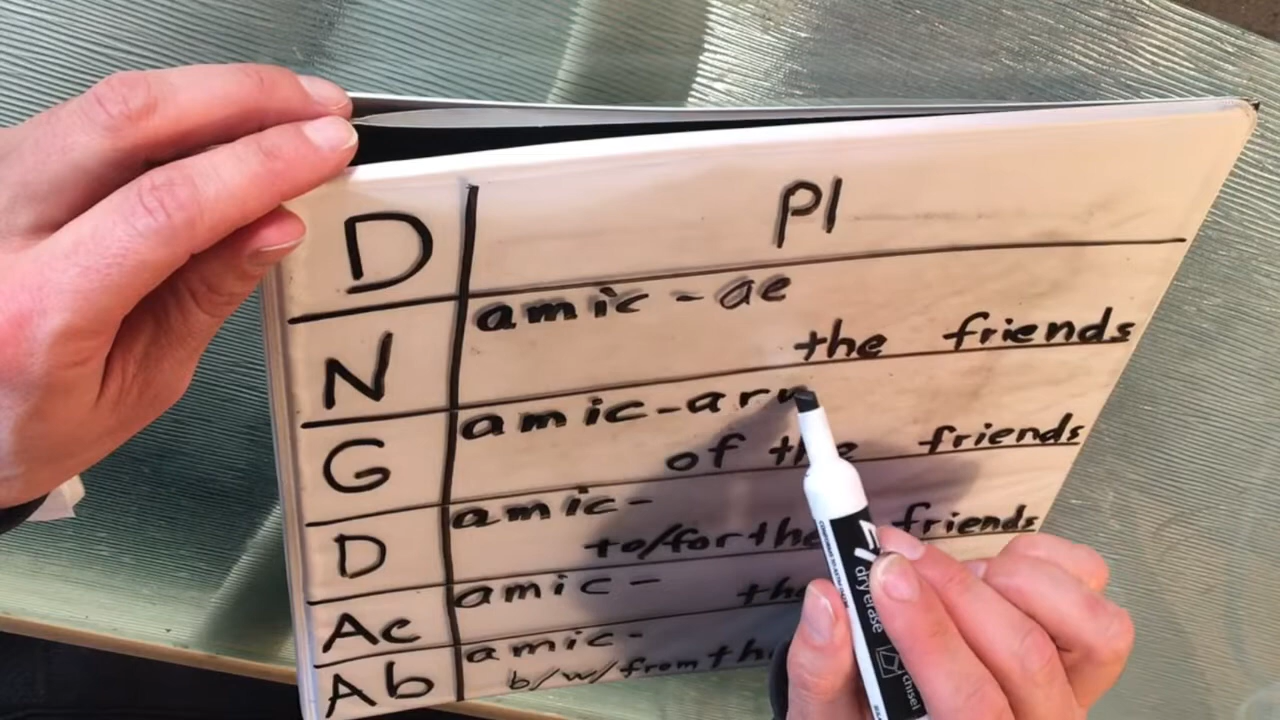 D pl
N amic-ae
the friends
G amic-ar
of the friends
D amic-
to/for the friends
Ac amic- the
Ab amic-
b/w/from
dry erase
chisel